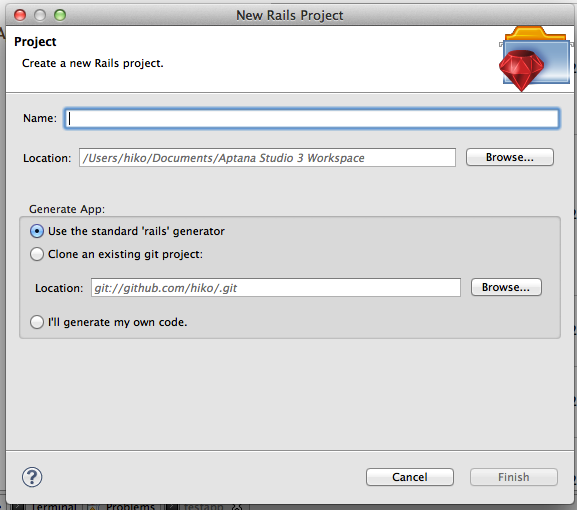 New Rails Project
Project
Create a new Rails project.
Name:
Location: /Users/hiko/Documents/Aptana Studio 3 Workspace Browse...
Generate App:
Use the standard 'rails' generator
Clone an existing git project:
Location: git://github.com/hiko/.git Browse...
I'll generate my own code.
? Cancel Finish
Terminal Problems testapp